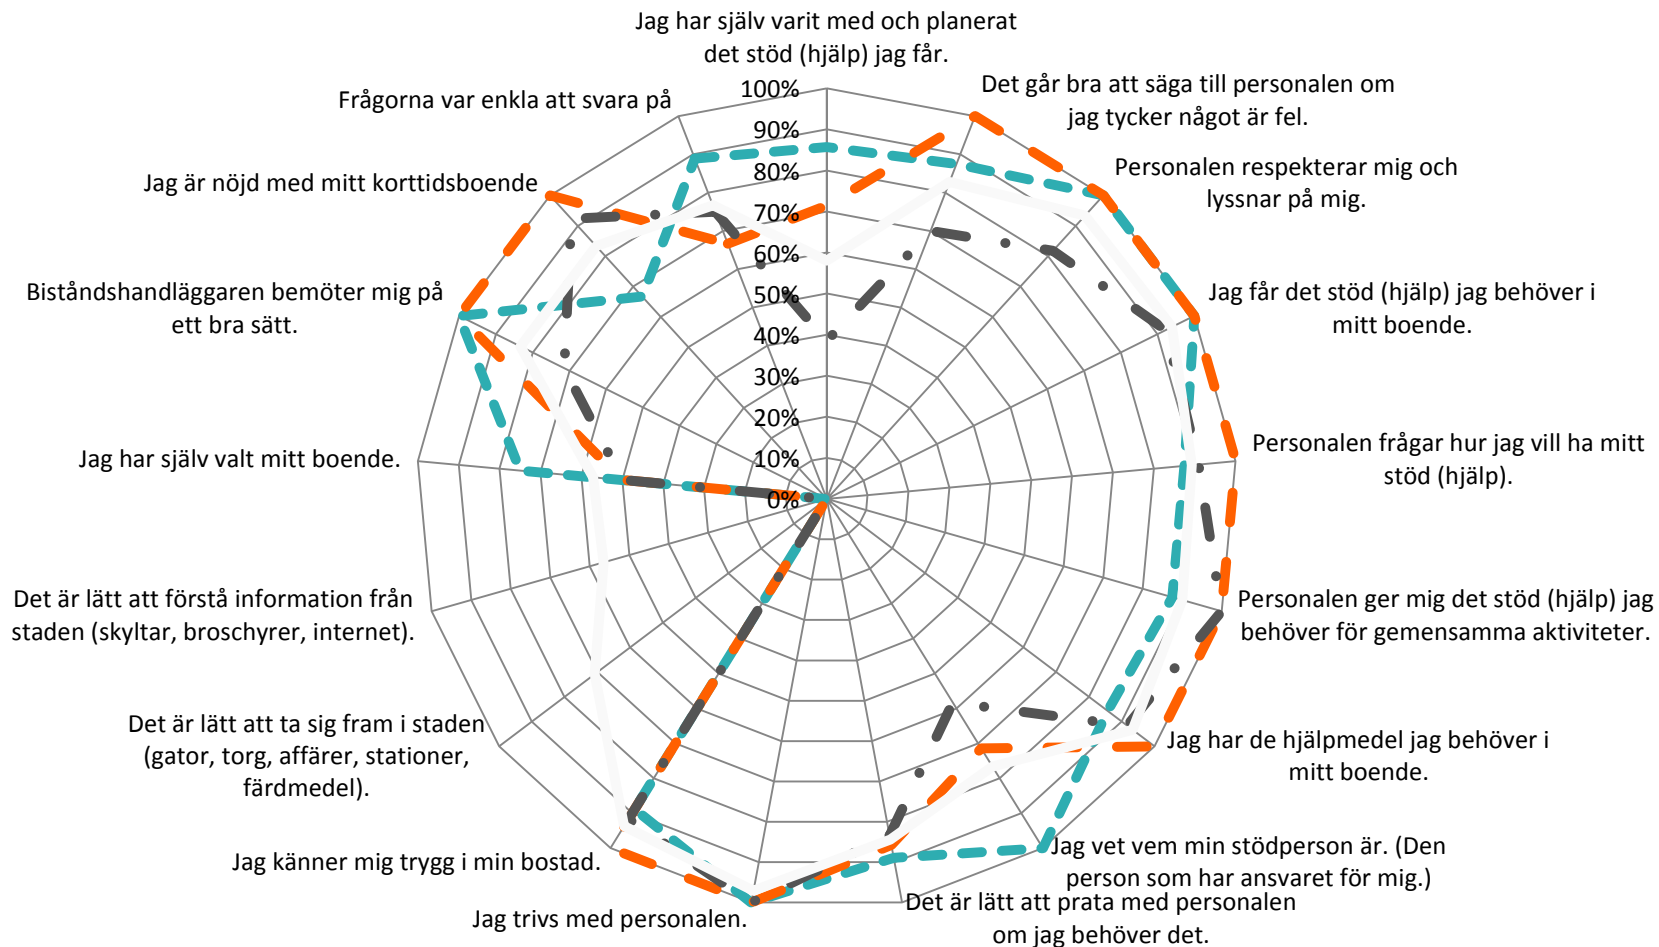 Jag har själv varit med och planerat
det stöd (hjälp) jag får.
Det går bra att säga till personalen om
jag tycker något är fel.
Personalen respekterar mig och
lyssnar på mig.
Jag får det stöd (hjälp) jag behöver i
mitt boende.
Personalen frågar hur jag vill ha mitt
stöd (hjälp).
Personalen ger mig det stöd (hjälp) jag
behöver för gemensamma aktiviteter.
Jag har de hjälpmedel jag behöver i
mitt boende.
Jag vet vem min stödperson är. (Den
person som har ansvaret för mig.)
Det är lätt att prata med personalen
om jag behöver det.
Jag trivs med personalen.
Jag känner mig trygg i min bostad.
Det är lätt att ta sig fram i staden
(gator, torg, affärer, stationer,
färdmedel).
Det är lätt att förstå information från
staden (skyltar, broschyrer, internet).
Jag har själv valt mitt boende.
Biståndshandläggaren bemöter mig på
ett bra sätt.
Jag är nöjd med mitt korttidsboende
Frågorna var enkla att svara på
100%
90%
80%
70%
60%
50%
40%
30%
20%
10%
0%